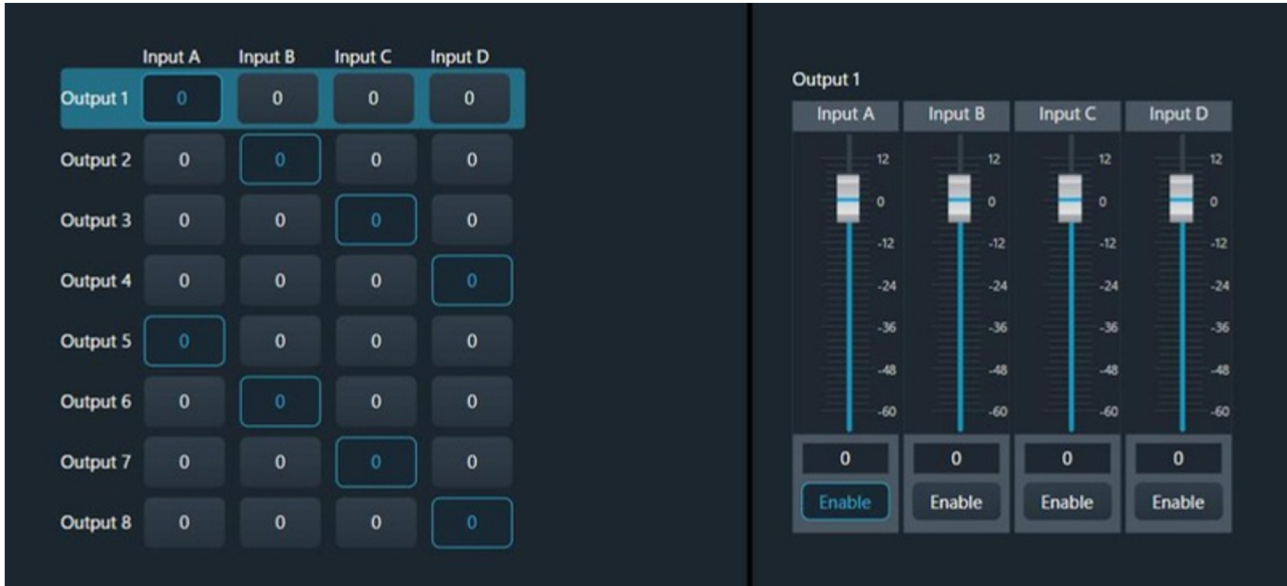 Input A Input B Input C Input D
Output 1 0 0 0 0
Output 2 0 0 0 0
Output 3 0 0 0 0
Output 4 0 0 0 0
Output 5 0 0 0 0
Output 6 0 0 0 0
Output 7 0 0 0 0
Output 8 0 0 0 0
Output 1
Input A Input B Input C Input D
12 12 12 12
0 0 0 0
-12 -12 -12 -12
-24 -24 -24 -24
-36 -36 -36 -36
-48 -48 -48 -48
-60 -60 -60 -60
0 0 0 0
Enable Enable Enable Enable